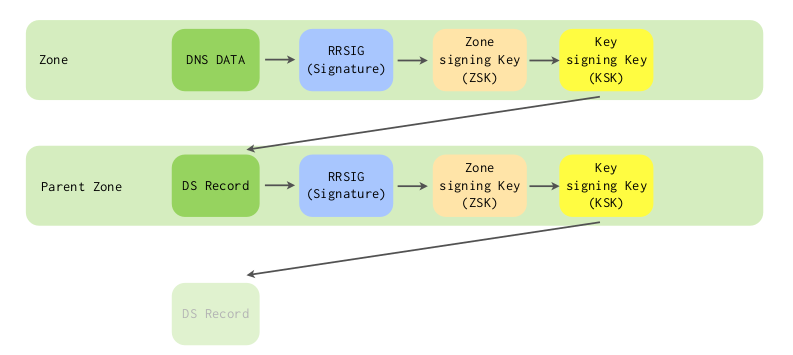 Zone
DNS DATA
RRSIG
(Signature)
Zone
signing Key
(ZSK)
Key
signing Key
(KSK)
Parent Zone
DS Record
RRSIG
(Signature)
Zone
signing Key
(ZSK)
Key
signing Key
(KSK)
DS Record